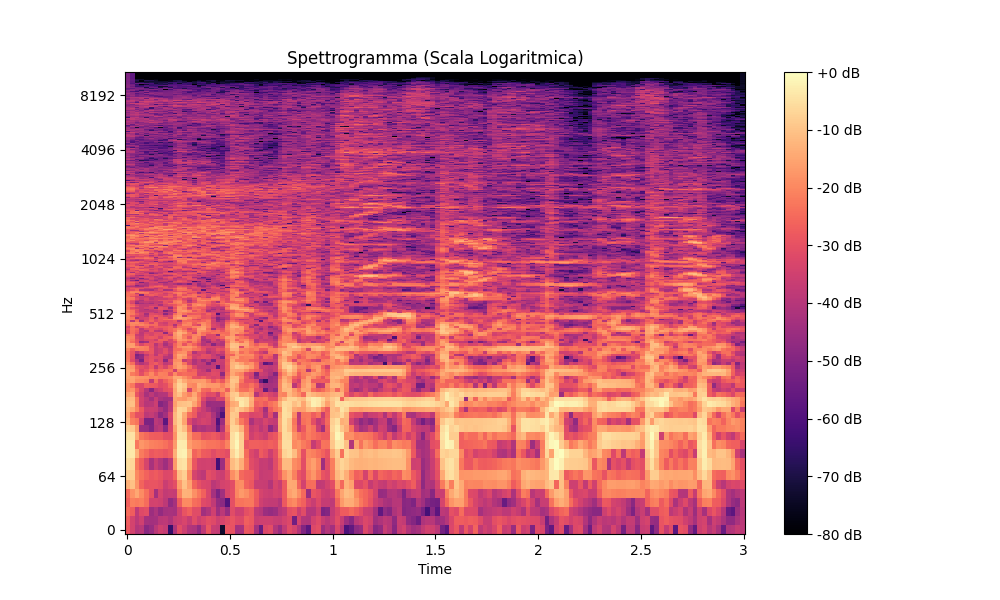 Spettrogramma (Scala Logaritmica)
Hz
8192
4096
2048
1024
512
256
128
64
0
0 0.5 1 1.5 2 2.5 3
Time
+0 dB
-10 dB
-20 dB
-30 dB
-40 dB
-50 dB
-60 dB
-70 dB
-80 dB